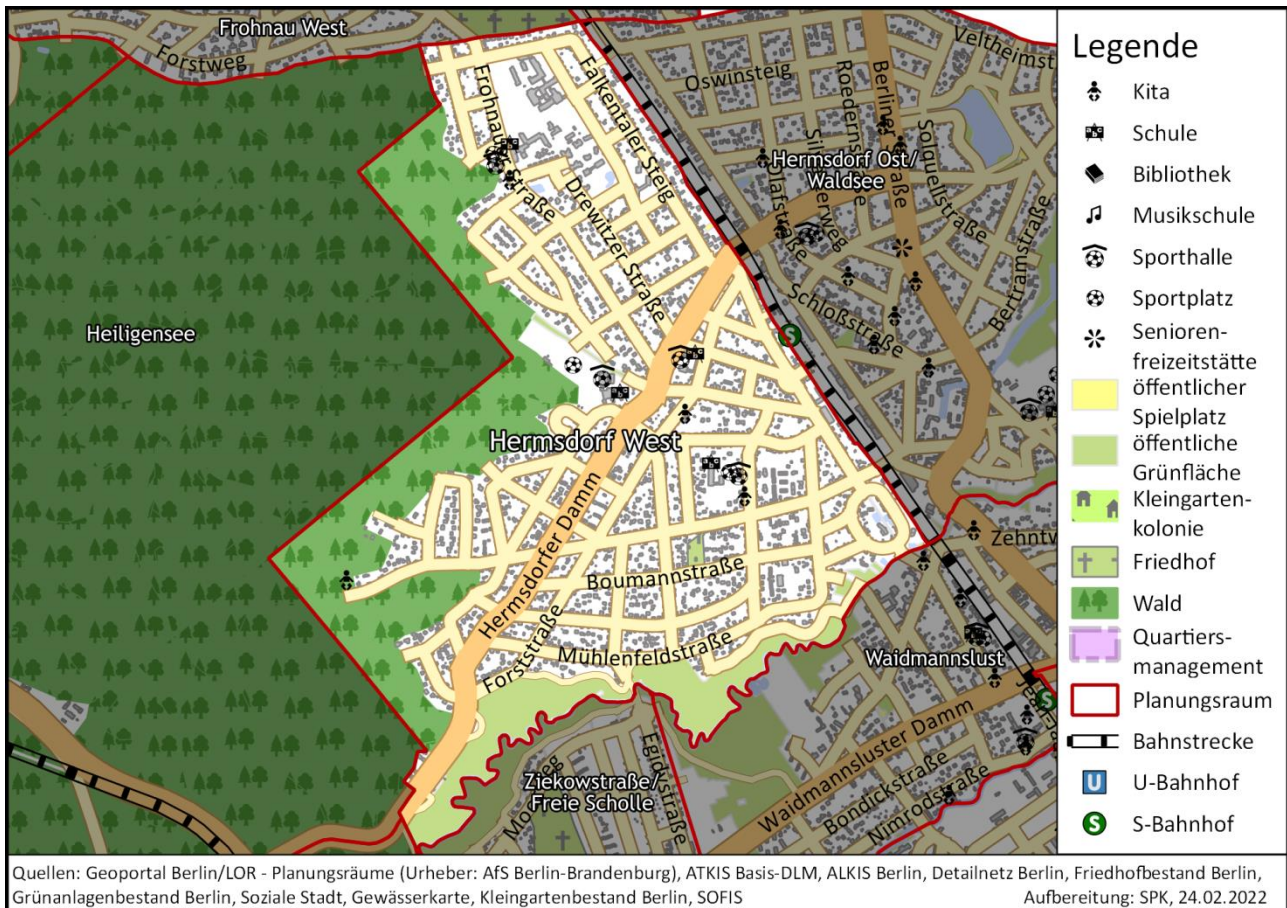 Frohnau West
Forstweg
Veltheimst
Oswinsteig
Falkentaler Steig
Berliner Straße
Solquellstraße
Hermsdorf Ost/
Waldsee
Olafstraße
Drewitzer Straße
Bertramstraße
Schloßstraße
Heiligensee
S
Hermsdorf West
Hermsdorfer Damm
Boumannstraße
Zehntw
Forststraße
Mühlenfeldstraße
Waidmannslust
S
Waidmannsluster Damm
Egidystraße
Ziekowstraße/
Freie Scholle
Bondickstraße
Nimrodstraße
Legende
Kita
Schule
Bibliothek
Musikschule
Sporthalle
Sportplatz
Senioren-
freizeitstätte
öffentlicher
Spielplatz
öffentliche
Grünfläche
Kleingarten-
kolonie
Friedhof
Wald
Quartiers-
management
Planungsraum
Bahnstrecke
U
U-Bahnhof
S
S-Bahnhof
Quellen: Geoportal Berlin/LOR - Planungsräume (Urheber: AfS Berlin-Brandenburg), ATKIS Basis-DLM, ALKIS Berlin, Detailnetz Berlin, Friedhofbestand Berlin,
Grünanlagenbestand Berlin, Soziale Stadt, Gewässerkarte, Kleingartenbestand Berlin, SOFIS
Aufbereitung: SPK, 24.02.2022